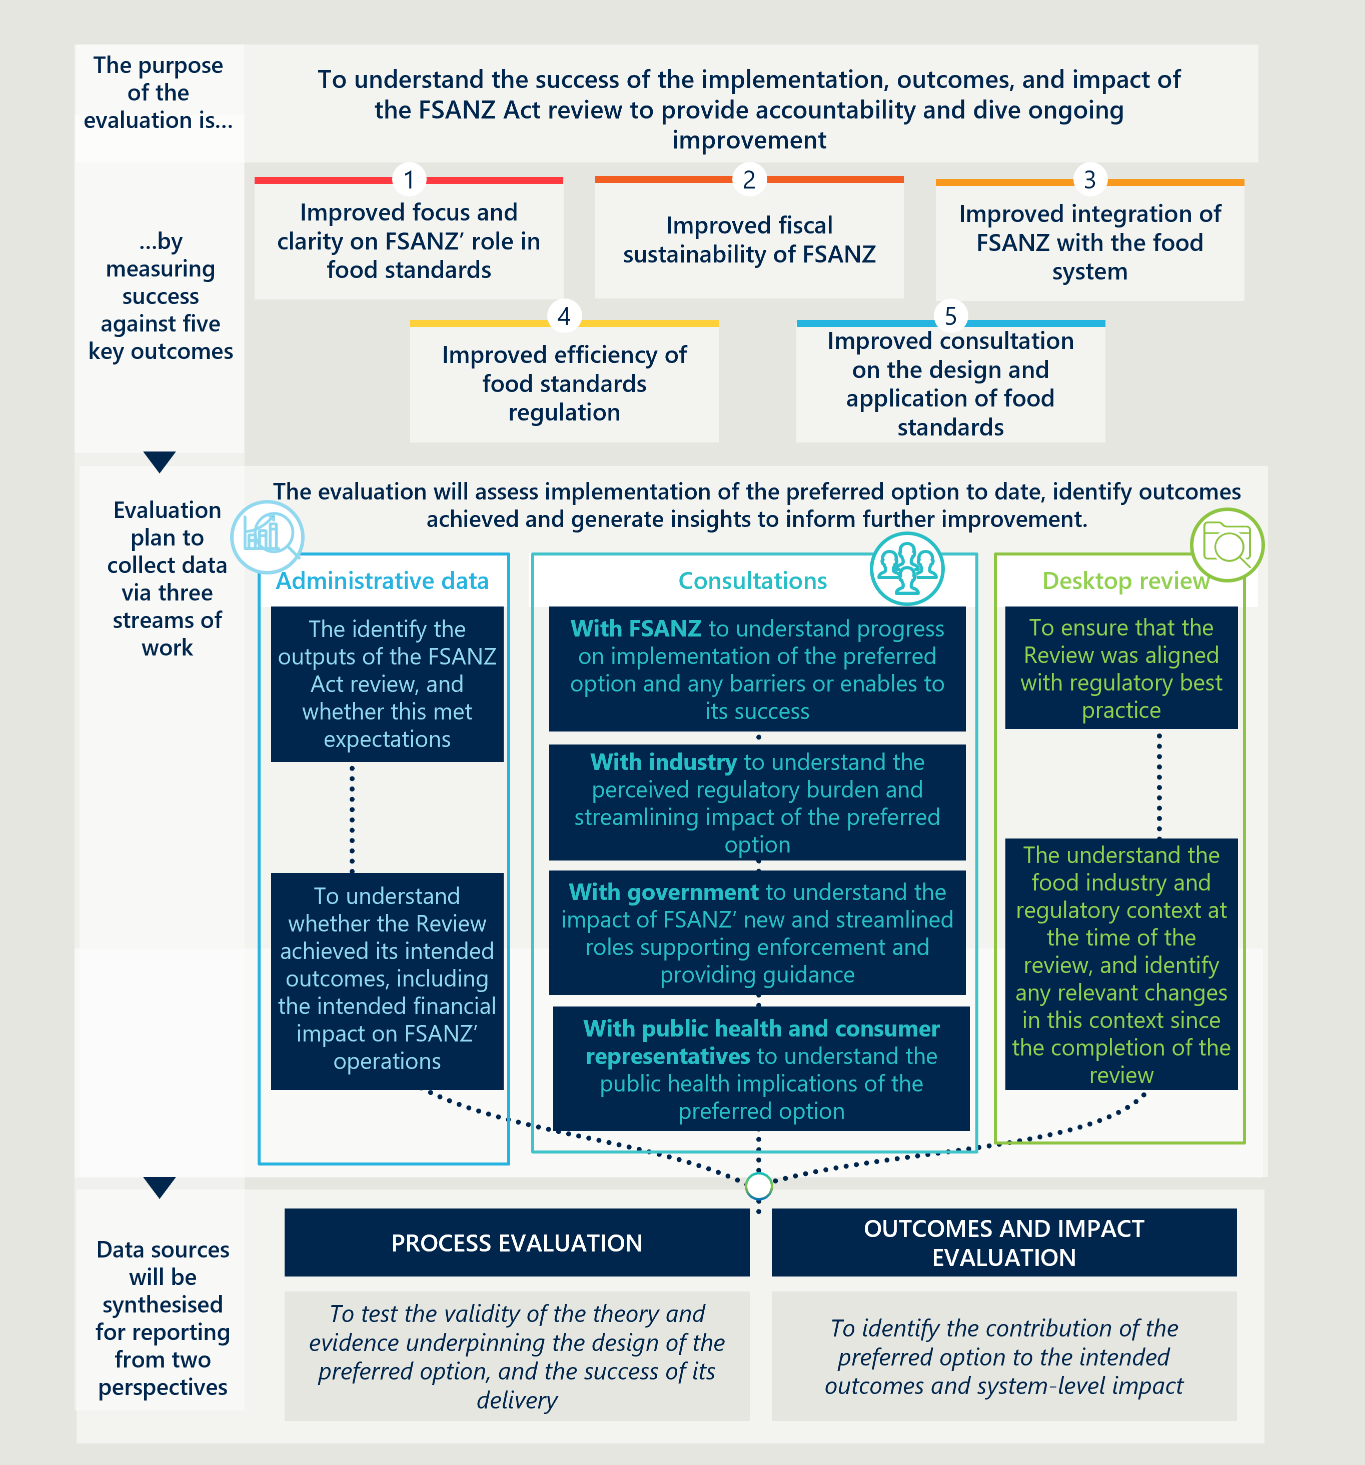 The purpose
of the
evaluation is...
To understand the success of the implementation, outcomes, and impact of
the FSANZ Act review to provide accountability and dive ongoing
improvement
...by
measuring
success
against five
key outcomes
1
Improved focus and
clarity on FSANZ’ role in
food standards
2
Improved fiscal
sustainability of FSANZ
3
Improved integration of
FSANZ with the food
system
4
Improved efficiency of
food standards
regulation
5
Improved consultation
on the design and
application of food
standards
Evaluation
plan to
collect data
via three
streams of
work
The evaluation will assess implementation of the preferred option to date, identify outcomes
achieved and generate insights to inform further improvement.
Administrative data
The identify the
outputs of the FSANZ
Act review, and
whether this met
expectations
To understand
whether the Review
achieved its intended
outcomes, including
the intended financial
impact on FSANZ’
operations
Consultations
With FSANZ to understand progress
on implementation of the preferred
option and any barriers or enables to
its success
With industry to understand the
perceived regulatory burden and
streamlining impact of the preferred
option
With government to understand the
impact of FSANZ’ new and streamlined
roles supporting enforcement and
providing guidance
With public health and consumer
representatives to understand the
public health implications of the
preferred option
Desktop review
To ensure that the
Review was aligned
with regulatory best
practice
The understand the
food industry and
regulatory context at
the time of the
review, and identify
any relevant changes
in this context since
the completion of the
review
Data sources
will be
synthesised
for reporting
from two
perspectives
PROCESS EVALUATION
To test the validity of the theory and
evidence underpinning the design of the
preferred option, and the success of its
delivery
OUTCOMES AND IMPACT
EVALUATION
To identify the contribution of the
preferred option to the intended
outcomes and system-level impact